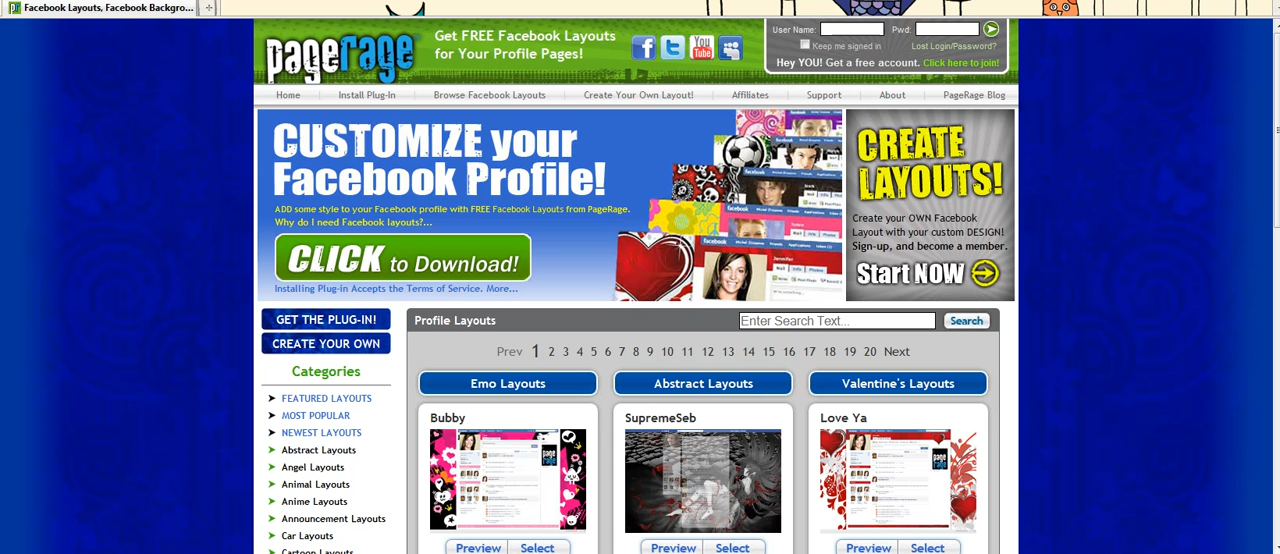 Facebook Layouts, Facebook Backgro...
pagerage
Get FREE Facebook Layouts
for Your Profile Pages!
User Name:
Pwd:
Keep me signed in
Lost Login/Password?
Hey YOU! Get a free account. Click here to join!
Home
Install Plug-In
Browse Facebook Layouts
Create Your Own Layout!
Affiliates
Support
About
PageRage Blog
CUSTOMIZE your
Facebook Profile!
ADD some style to your Facebook profile with FREE Facebook Layouts from PageRage.
Why do I need Facebook layouts?...
CLICK to Download!
Installing Plug-in Accepts the Terms of Service. More...
CREATE
LAYOUTS!
Create your OWN Facebook
Layout with your custom DESIGN!
Sign-up, and become a member.
Start NOW
GET THE PLUG-IN!
CREATE YOUR OWN
Categories
FEATURED LAYOUTS
MOST POPULAR
NEWEST LAYOUTS
Abstract Layouts
Angel Layouts
Animal Layouts
Anime Layouts
Announcement Layouts
Car Layouts
Cartoon Layouts
Profile Layouts
Enter Search Text...
Search
Prev 1 2 3 4 5 6 7 8 9 10 11 12 13 14 15 16 17 18 19 20 Next
Emo Layouts
Abstract Layouts
Valentine's Layouts
Bubby
SupremeSeb
Love Ya
Preview Select
Preview Select
Preview Select